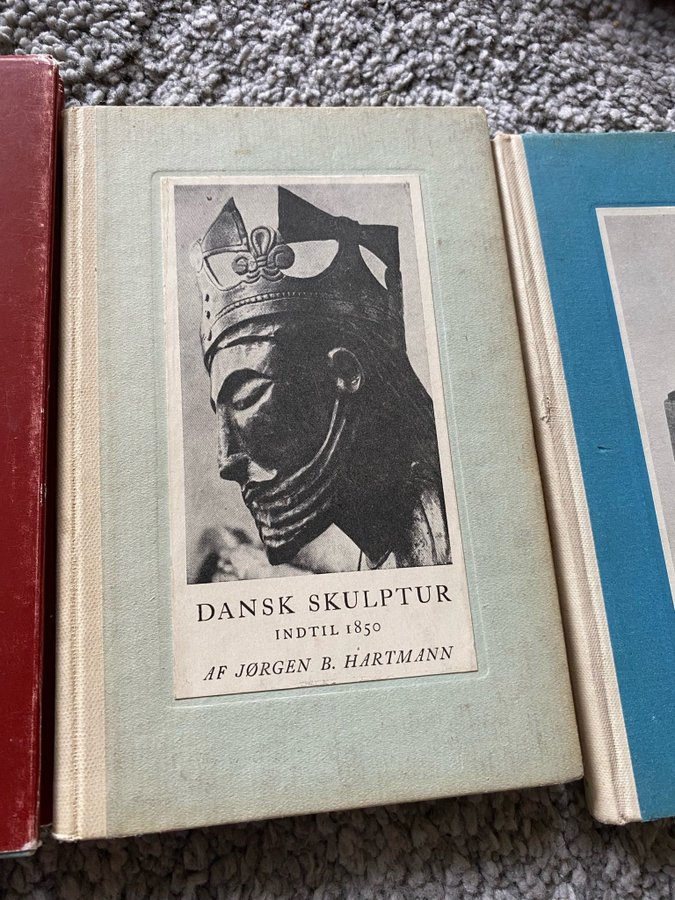 DANSK SKULPTUR
INDTIL 1850
AF JØRGEN B. HARTMANN